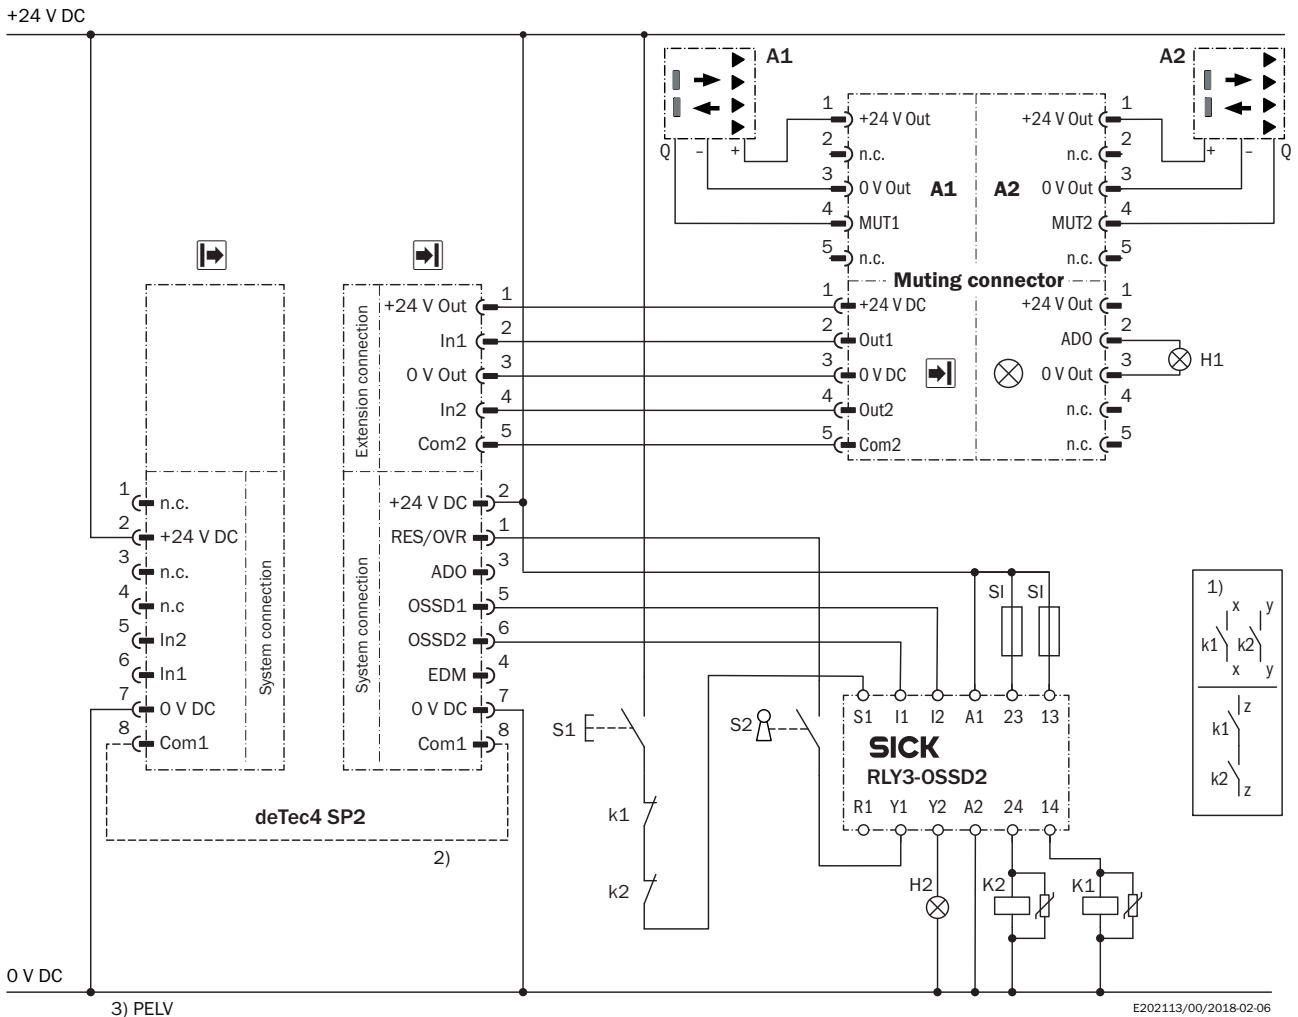 +24 V DC
A1
A2
Q
–
+
+
–
Q
1
+24 V Out
+24 V Out
1
2
n.c.
n.c.
2
3
0 V Out
A1
A2
0 V Out
3
4
MUT1
MUT2
4
5
n.c.
n.c.
5
Muting connector
1
+24 V DC
+24 V Out
1
2
Out1
ADO
2
3
0 V DC
0 V Out
3
H1
4
Out2
n.c.
4
5
Com2
n.c.
5
Extension connection
+24 V Out
1
In1
2
0 V Out
3
In2
4
Com2
5
System connection
+24 V DC
2
RES/OVR
1
ADO
3
OSSD1
5
OSSD2
6
EDM
4
0 V DC
7
Com1
8
1
n.c.
2
+24 V DC
3
n.c.
4
n.c
5
In2
6
In1
7
0 V DC
8
Com1
System connection
deTec4 SP2
2)
S1
k1
k2
S2
SI
SI
S1
I1
I2
A1
23
13
SICK
RLY3-OSSD2
R1
Y1
Y2
A2
24
14
H2
K2
K1
1)
x
y
k1
k2
x
y
z
k1
k2
z
0 V DC
3) PELV
E202113/00/2018-02-06